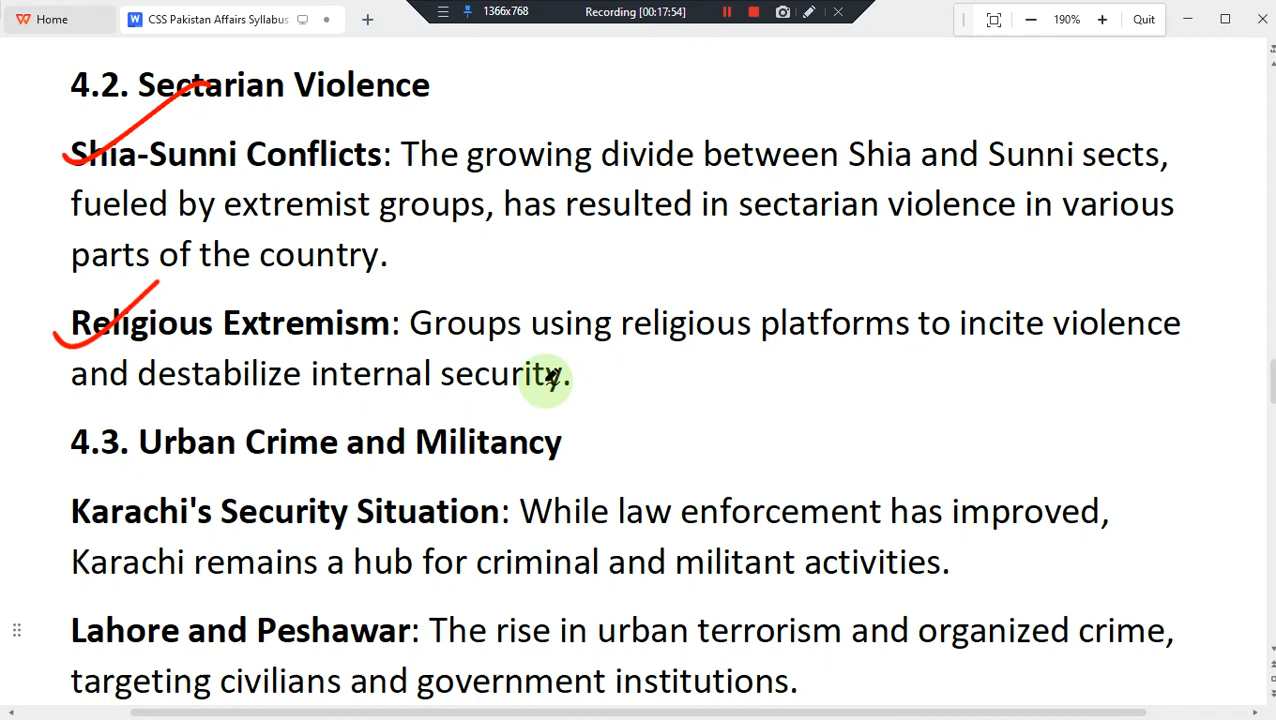 Home
CSS Pakistan Affairs Syllabus
1366x768
Recording [00:17:54]
190%
Quit
4.2. Sectarian Violence
Shia-Sunni Conflicts: The growing divide between Shia and Sunni sects,
fueled by extremist groups, has resulted in sectarian violence in various
parts of the country.
Religious Extremism: Groups using religious platforms to incite violence
and destabilize internal security.
4.3. Urban Crime and Militancy
Karachi's Security Situation: While law enforcement has improved,
Karachi remains a hub for criminal and militant activities.
Lahore and Peshawar: The rise in urban terrorism and organized crime,
targeting civilians and government institutions.